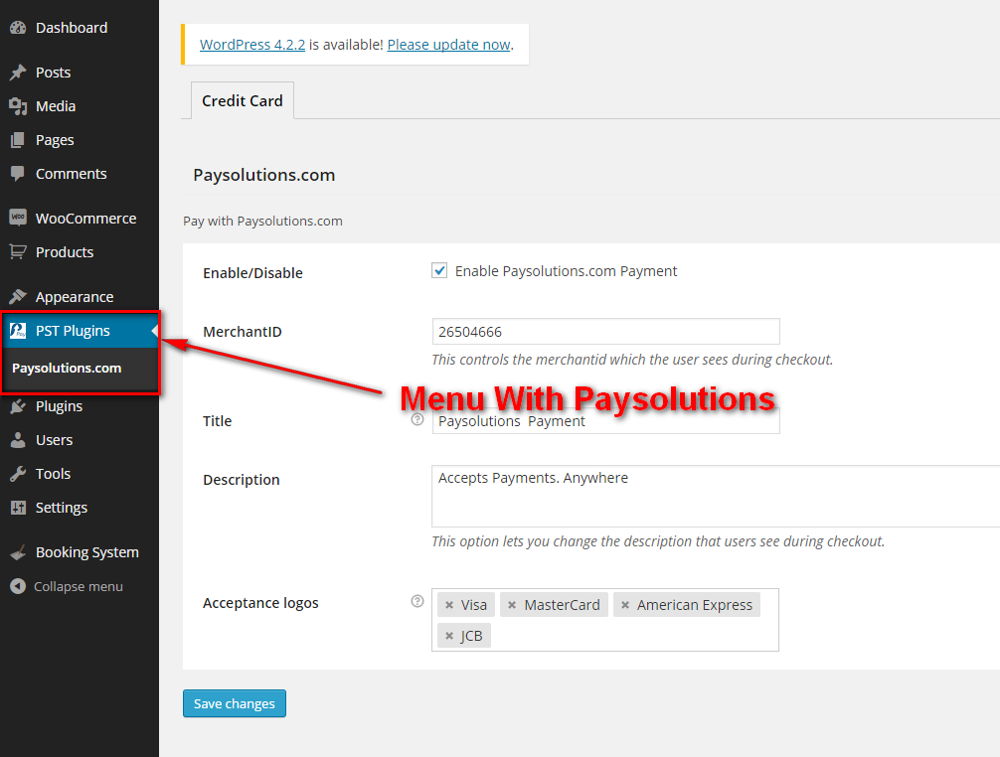 Dashboard
Posts
Media
Pages
Comments
WooCommerce
Products
Appearance
PST Plugins
Paysolutions.com
Plugins
Users
Tools
Settings
Booking System
Collapse menu
WordPress 4.2.2 is available! Please update now.
Credit Card
Paysolutions.com
Pay with Paysolutions.com
Enable/Disable
Enable Paysolutions.com Payment
MerchantID
26504666
This controls the merchantid which the user sees during checkout.
Menu With Paysolutions
Title
Paysolutions Payment
Description
Accepts Payments. Anywhere
This option lets you change the description that users see during checkout.
Acceptance logos
× Visa × MasterCard × American Express
× JCB
Save changes